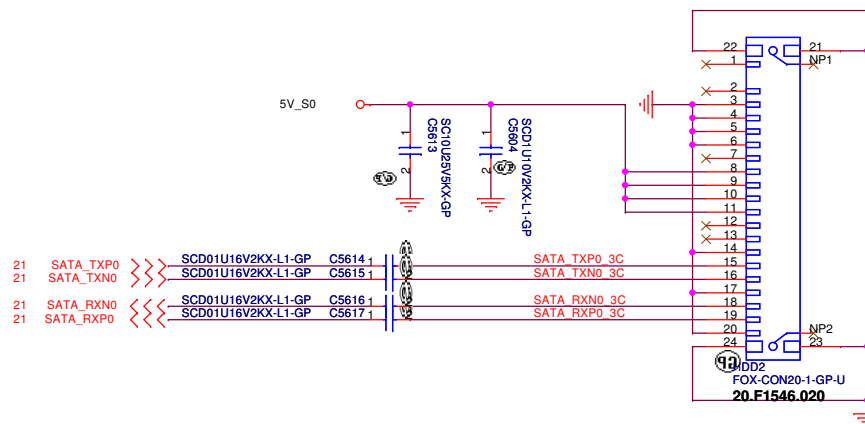 22
21
1
NP1
2
5V_S0
3
4
1
SC10U25V5KX-GP
C5613
2
1
SCD1U10V2KX-L1-GP
C5604
2
5
6
7
8
9
10
11
12
13
14
21 SATA_TXP0 SCD01U16V2KX-L1-GP C5614 1 SATA_TXP0_3C 15
21 SATA_TXN0 SCD01U16V2KX-L1-GP C5615 1 SATA_TXN0_3C 16
17
21 SATA_RXN0 SCD01U16V2KX-L1-GP C5616 1 SATA_RXN0_3C 18
21 SATA_RXP0 SCD01U16V2KX-L1-GP C5617 1 2 SATA_RXP0_3C 19
20
NP2
24
23
GP
HDD2
FOX-CON20-1-GP-U
20.F1546.020